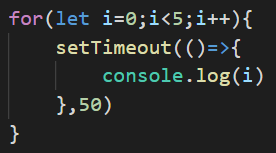 for(let i=0;i<5;i++){
    setTimeout(()=>{
        console.log(i)
    },50)
}